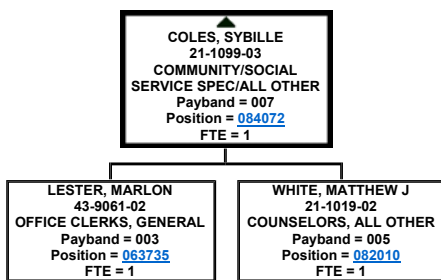 COLES, SYBILLE
21-1099-03
COMMUNITY/SOCIAL
SERVICE SPEC/ALL OTHER
Payband = 007
Position = 084072
FTE = 1
LESTER, MARLON
43-9061-02
OFFICE CLERKS, GENERAL
Payband = 003
Position = 063735
FTE = 1
WHITE, MATTHEW J
21-1019-02
COUNSELORS, ALL OTHER
Payband = 005
Position = 082010
FTE = 1